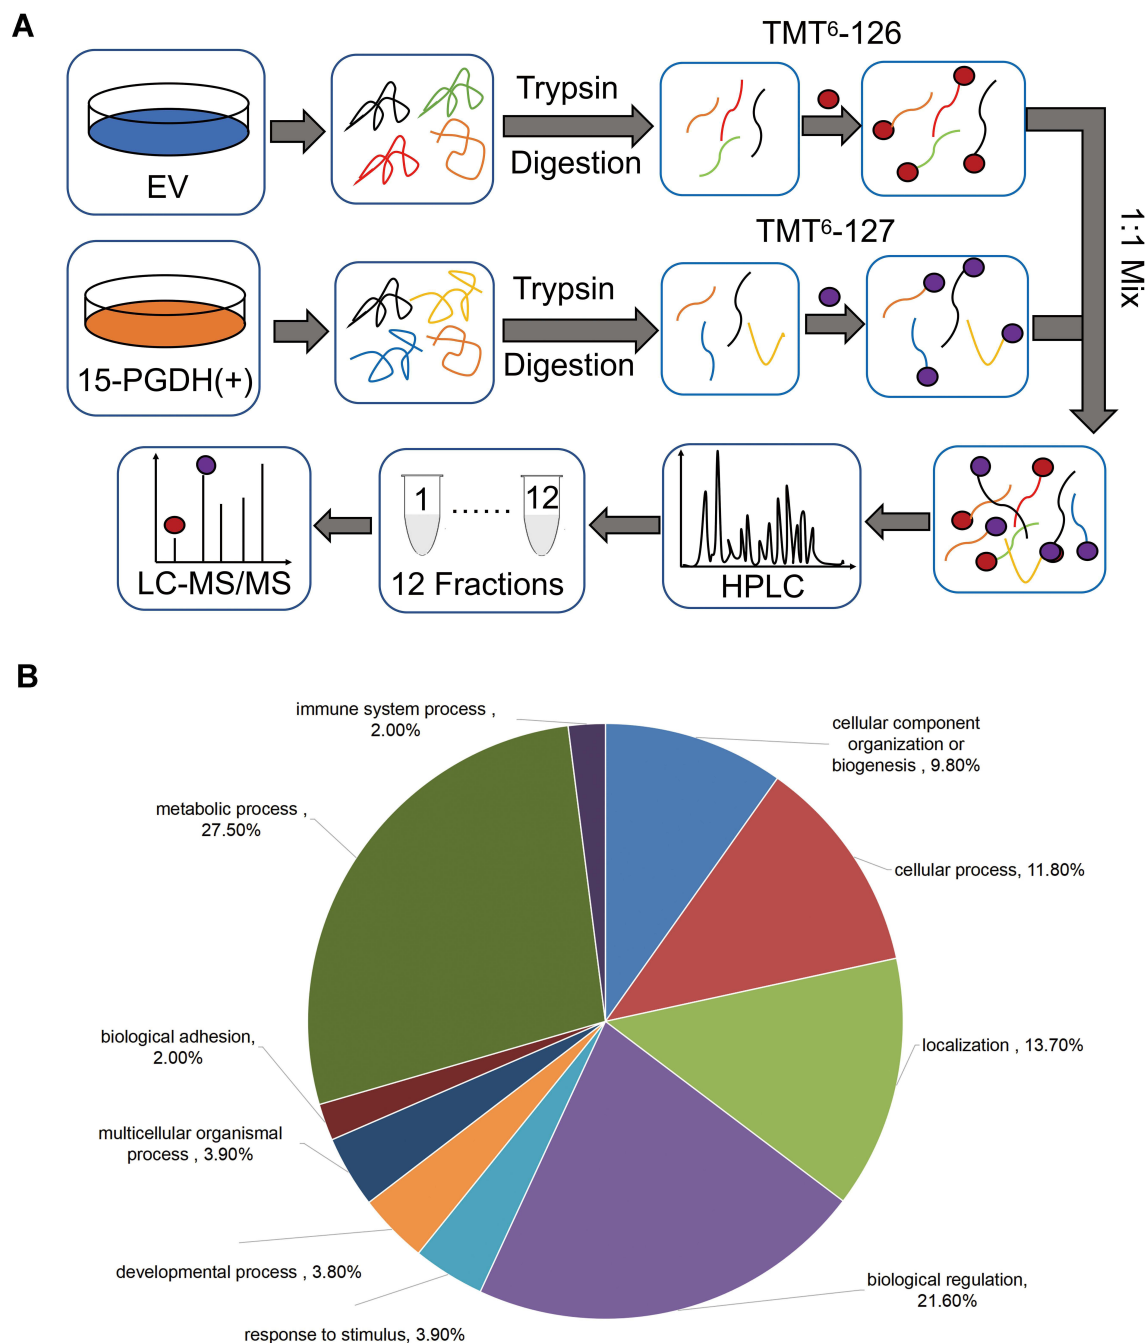 A
TMT⁶-126
EV
Trypsin
Digestion
TMT⁶-127
1:1 Mix
15-PGDH(+)
Trypsin
Digestion
LC-MS/MS
1
......
12
12 Fractions
HPLC
B
immune system process ,
2.00%
cellular component
organization or
biogenesis , 9.80%
metabolic process ,
27.50%
cellular process, 11.80%
biological adhesion,
2.00%
localization , 13.70%
multicellular organismal
process , 3.90%
developmental process , 3.80%
biological regulation,
21.60%
response to stimulus, 3.90%